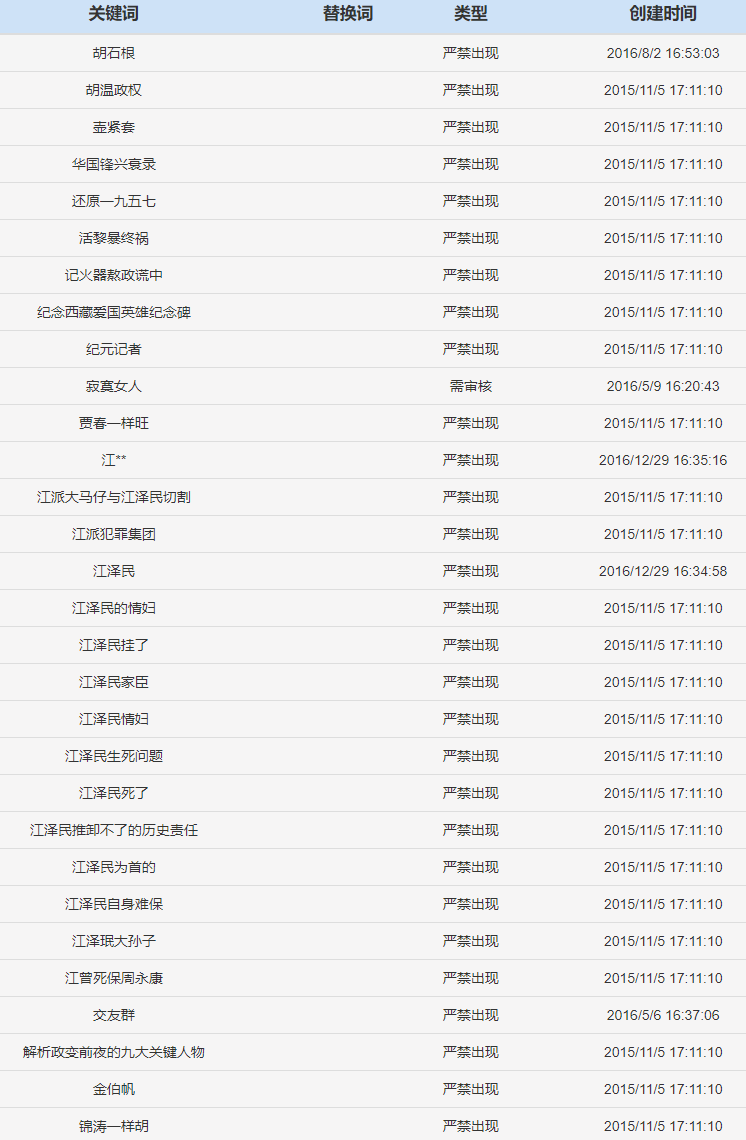 关键词 替换词 类型 创建时间
胡石根 严禁出现 2016/8/2 16:53:03
胡温政权 严禁出现 2015/11/5 17:11:10
壶紧套 严禁出现 2015/11/5 17:11:10
华国锋兴衰录 严禁出现 2015/11/5 17:11:10
还原一九五七 严禁出现 2015/11/5 17:11:10
活黎暴终祸 严禁出现 2015/11/5 17:11:10
记火器熬政谎中 严禁出现 2015/11/5 17:11:10
纪念西藏爱国英雄纪念碑 严禁出现 2015/11/5 17:11:10
纪元记者 严禁出现 2015/11/5 17:11:10
寂寞女人 需审核 2016/5/9 16:20:43
贾春一样旺 严禁出现 2015/11/5 17:11:10
江** 严禁出现 2016/12/29 16:35:16
江派大马仔与江泽民切割 严禁出现 2015/11/5 17:11:10
江派犯罪集团 严禁出现 2015/11/5 17:11:10
江泽民 严禁出现 2016/12/29 16:34:58
江泽民的情妇 严禁出现 2015/11/5 17:11:10
江泽民挂了 严禁出现 2015/11/5 17:11:10
江泽民家臣 严禁出现 2015/11/5 17:11:10
江泽民情妇 严禁出现 2015/11/5 17:11:10
江泽民生死问题 严禁出现 2015/11/5 17:11:10
江泽民死了 严禁出现 2015/11/5 17:11:10
江泽民推卸不了的历史责任 严禁出现 2015/11/5 17:11:10
江泽民为首的 严禁出现 2015/11/5 17:11:10
江泽民自身难保 严禁出现 2015/11/5 17:11:10
江泽珉大孙子 严禁出现 2015/11/5 17:11:10
江曾死保周永康 严禁出现 2015/11/5 17:11:10
交友群 严禁出现 2016/5/6 16:37:06
解析政变前夜的九大关键人物 严禁出现 2015/11/5 17:11:10
金伯帆 严禁出现 2015/11/5 17:11:10
锦涛一样胡 严禁出现 2015/11/5 17:11:10